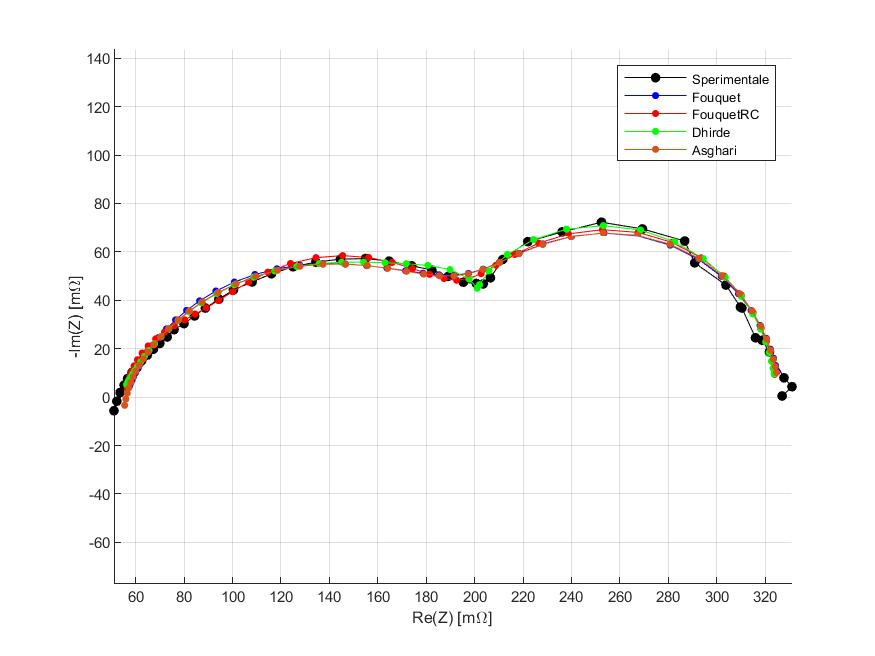 140
120
100
80
60
40
20
0
-20
-40
-60
-Im(Z) [mΩ]
60 80 100 120 140 160 180 200 220 240 260 280 300 320
Re(Z) [mΩ]
Sperimentale
Fouquet
FouquetRC
Dhirde
Asghari